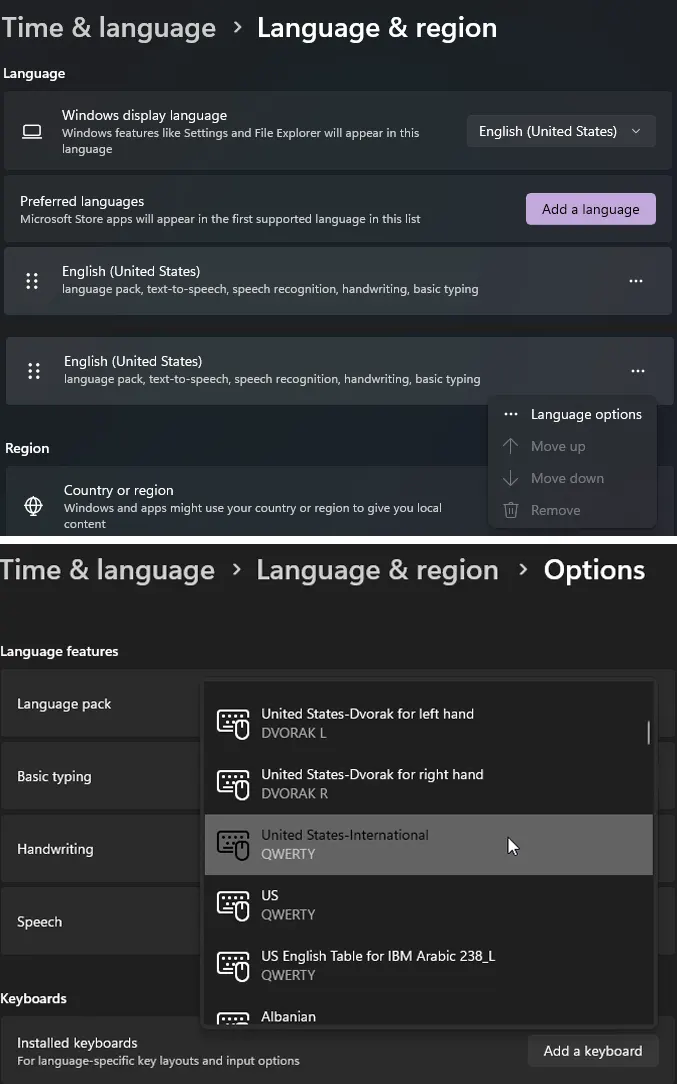 Time & language > Language & region
Language
Windows display language
Windows features like Settings and File Explorer will appear in this
language
English (United States)
Preferred languages
Microsoft Store apps will appear in the first supported language in this list
Add a language
English (United States)
language pack, text-to-speech, speech recognition, handwriting, basic typing
English (United States)
language pack, text-to-speech, speech recognition, handwriting, basic typing
Language options
Move up
Move down
Remove
Region
Country or region
Windows and apps might use your country or region to give you local
content
Time & language > Language & region > Options
Language features
Language pack
Basic typing
Handwriting
Speech
United States-Dvorak for left hand
DVORAK L
United States-Dvorak for right hand
DVORAK R
United States-International
QWERTY
US
QWERTY
US English Table for IBM Arabic 238_L
QWERTY
Albanian
Keyboards
Installed keyboards
For language-specific key layouts and input options
Add a keyboard